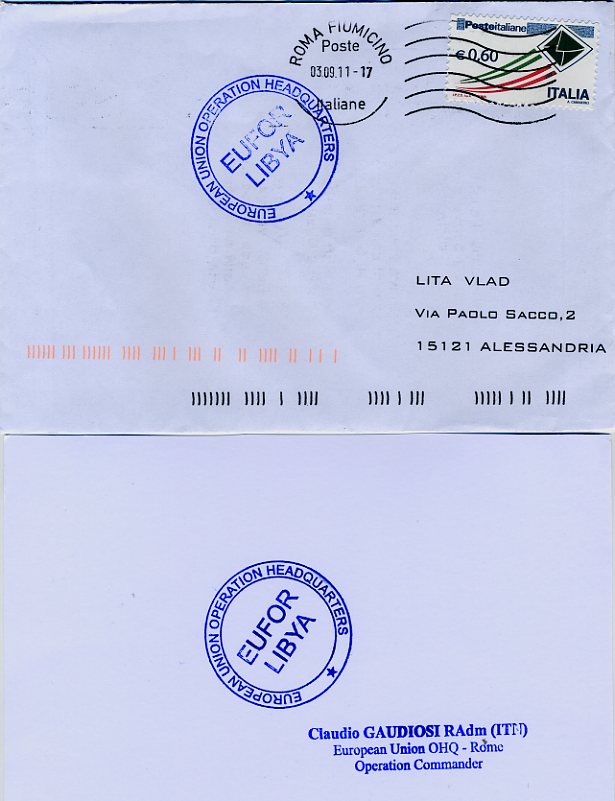 ROMA FIUMICINO
Poste
03.09.11-17
Italiane
Posteitaliane
€ 0,60
ITALIA
EUROPEAN UNION OPERATION HEADQUARTERS
EUFOR
LIBYA
LITA VLAD
VIA PAOLO SACCO,2
15121 ALESSANDRIA
EUROPEAN UNION OPERATION HEADQUARTERS
EUFOR
LIBYA
Claudio GAUDIOSI RAdm (ITN)
European Union OHQ - Rome
Operation Commander